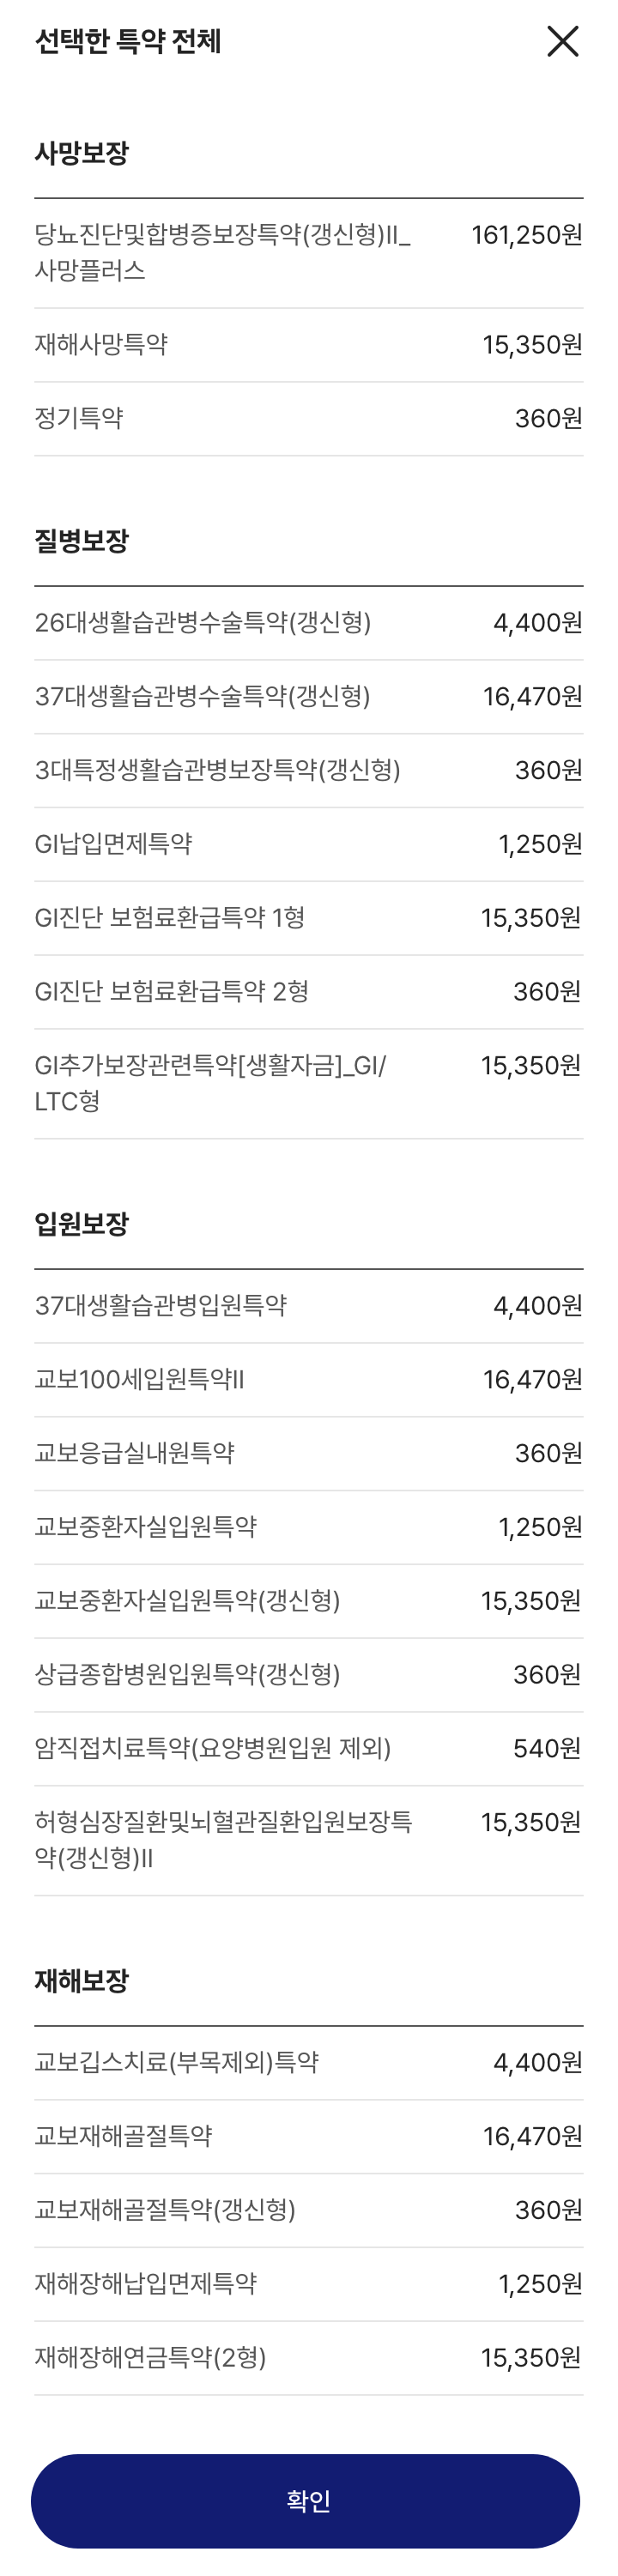 선택한 특약 전체
사망보장
당뇨진단및합병증보장특약(갱신형)II_ 161,250원
사망플러스
재해사망특약 15,350원
정기특약 360원
질병보장
26대생활습관병수술특약(갱신형) 4,400원
37대생활습관병수술특약(갱신형) 16,470원
3대특정생활습관병보장특약(갱신형) 360원
GI납입면제특약 1,250원
GI진단 보험료환급특약 1형 15,350원
GI진단 보험료환급특약 2형 360원
GI추가보장관련특약[생활자금]_GI/ 15,350원
LTC형
입원보장
37대생활습관병입원특약 4,400원
교보100세입원특약II 16,470원
교보응급실내원특약 360원
교보중환자실입원특약 1,250원
교보중환자실입원특약(갱신형) 15,350원
상급종합병원입원특약(갱신형) 360원
암직접치료특약(요양병원입원 제외) 540원
허형심장질환및뇌혈관질환입원보장특 15,350원
약(갱신형)II
재해보장
교보깁스치료(부목제외)특약 4,400원
교보재해골절특약 16,470원
교보재해골절특약(갱신형) 360원
재해장해납입면제특약 1,250원
재해장해연금특약(2형) 15,350원
확인